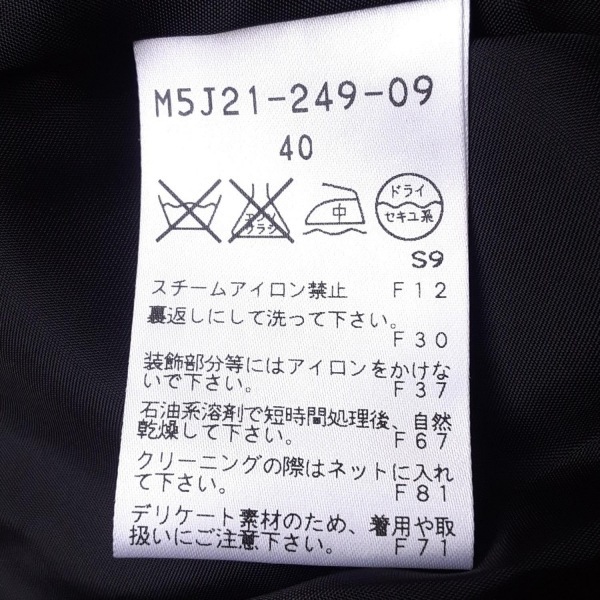 M5J21-249-09
40
エンソ
サラシ
中
ドライ
セキユ系
S9
スチームアイロン禁止 F12
裏返しにして洗って下さい。
F30
装飾部分等にはアイロンをかけな
いで下さい。 F37
石油系溶剤で短時間処理後、自然
乾燥して下さい。 F67
クリーニングの際はネットに入れ
て下さい。 F81
デリケート素材のため、着用や取
扱いにご注意下さい。 F71